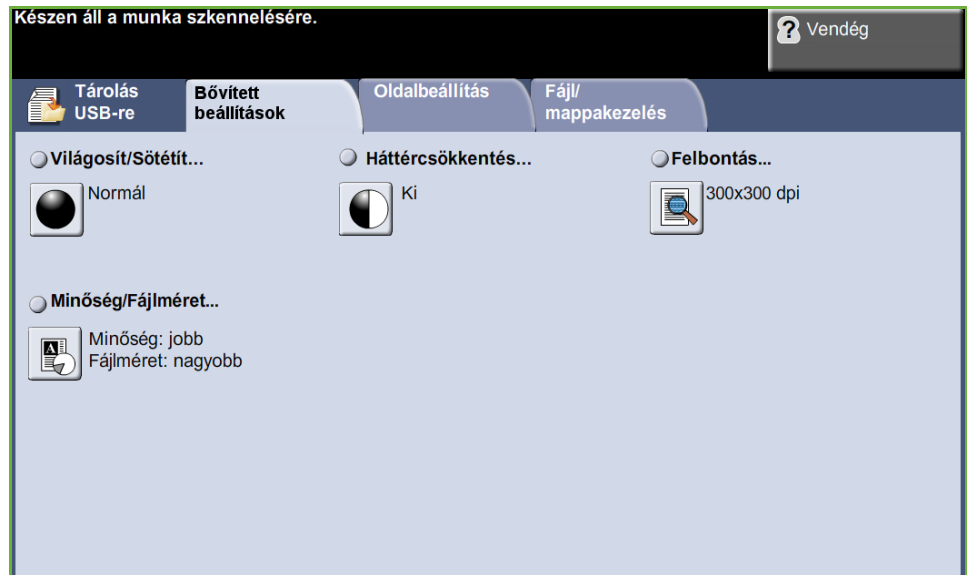 Készen áll a munka szkennelésére.
? Vendég
Tárolás
USB-re
Bővített
beállítások
Oldalbeállítás
Fájl/
mappakezelés
Világosít/Sötétít...
Normál
Háttércsökkentés...
Ki
Felbontás...
300x300 dpi
Minőség/Fájlméret...
A
Minőség: jobb
Fájlméret: nagyobb